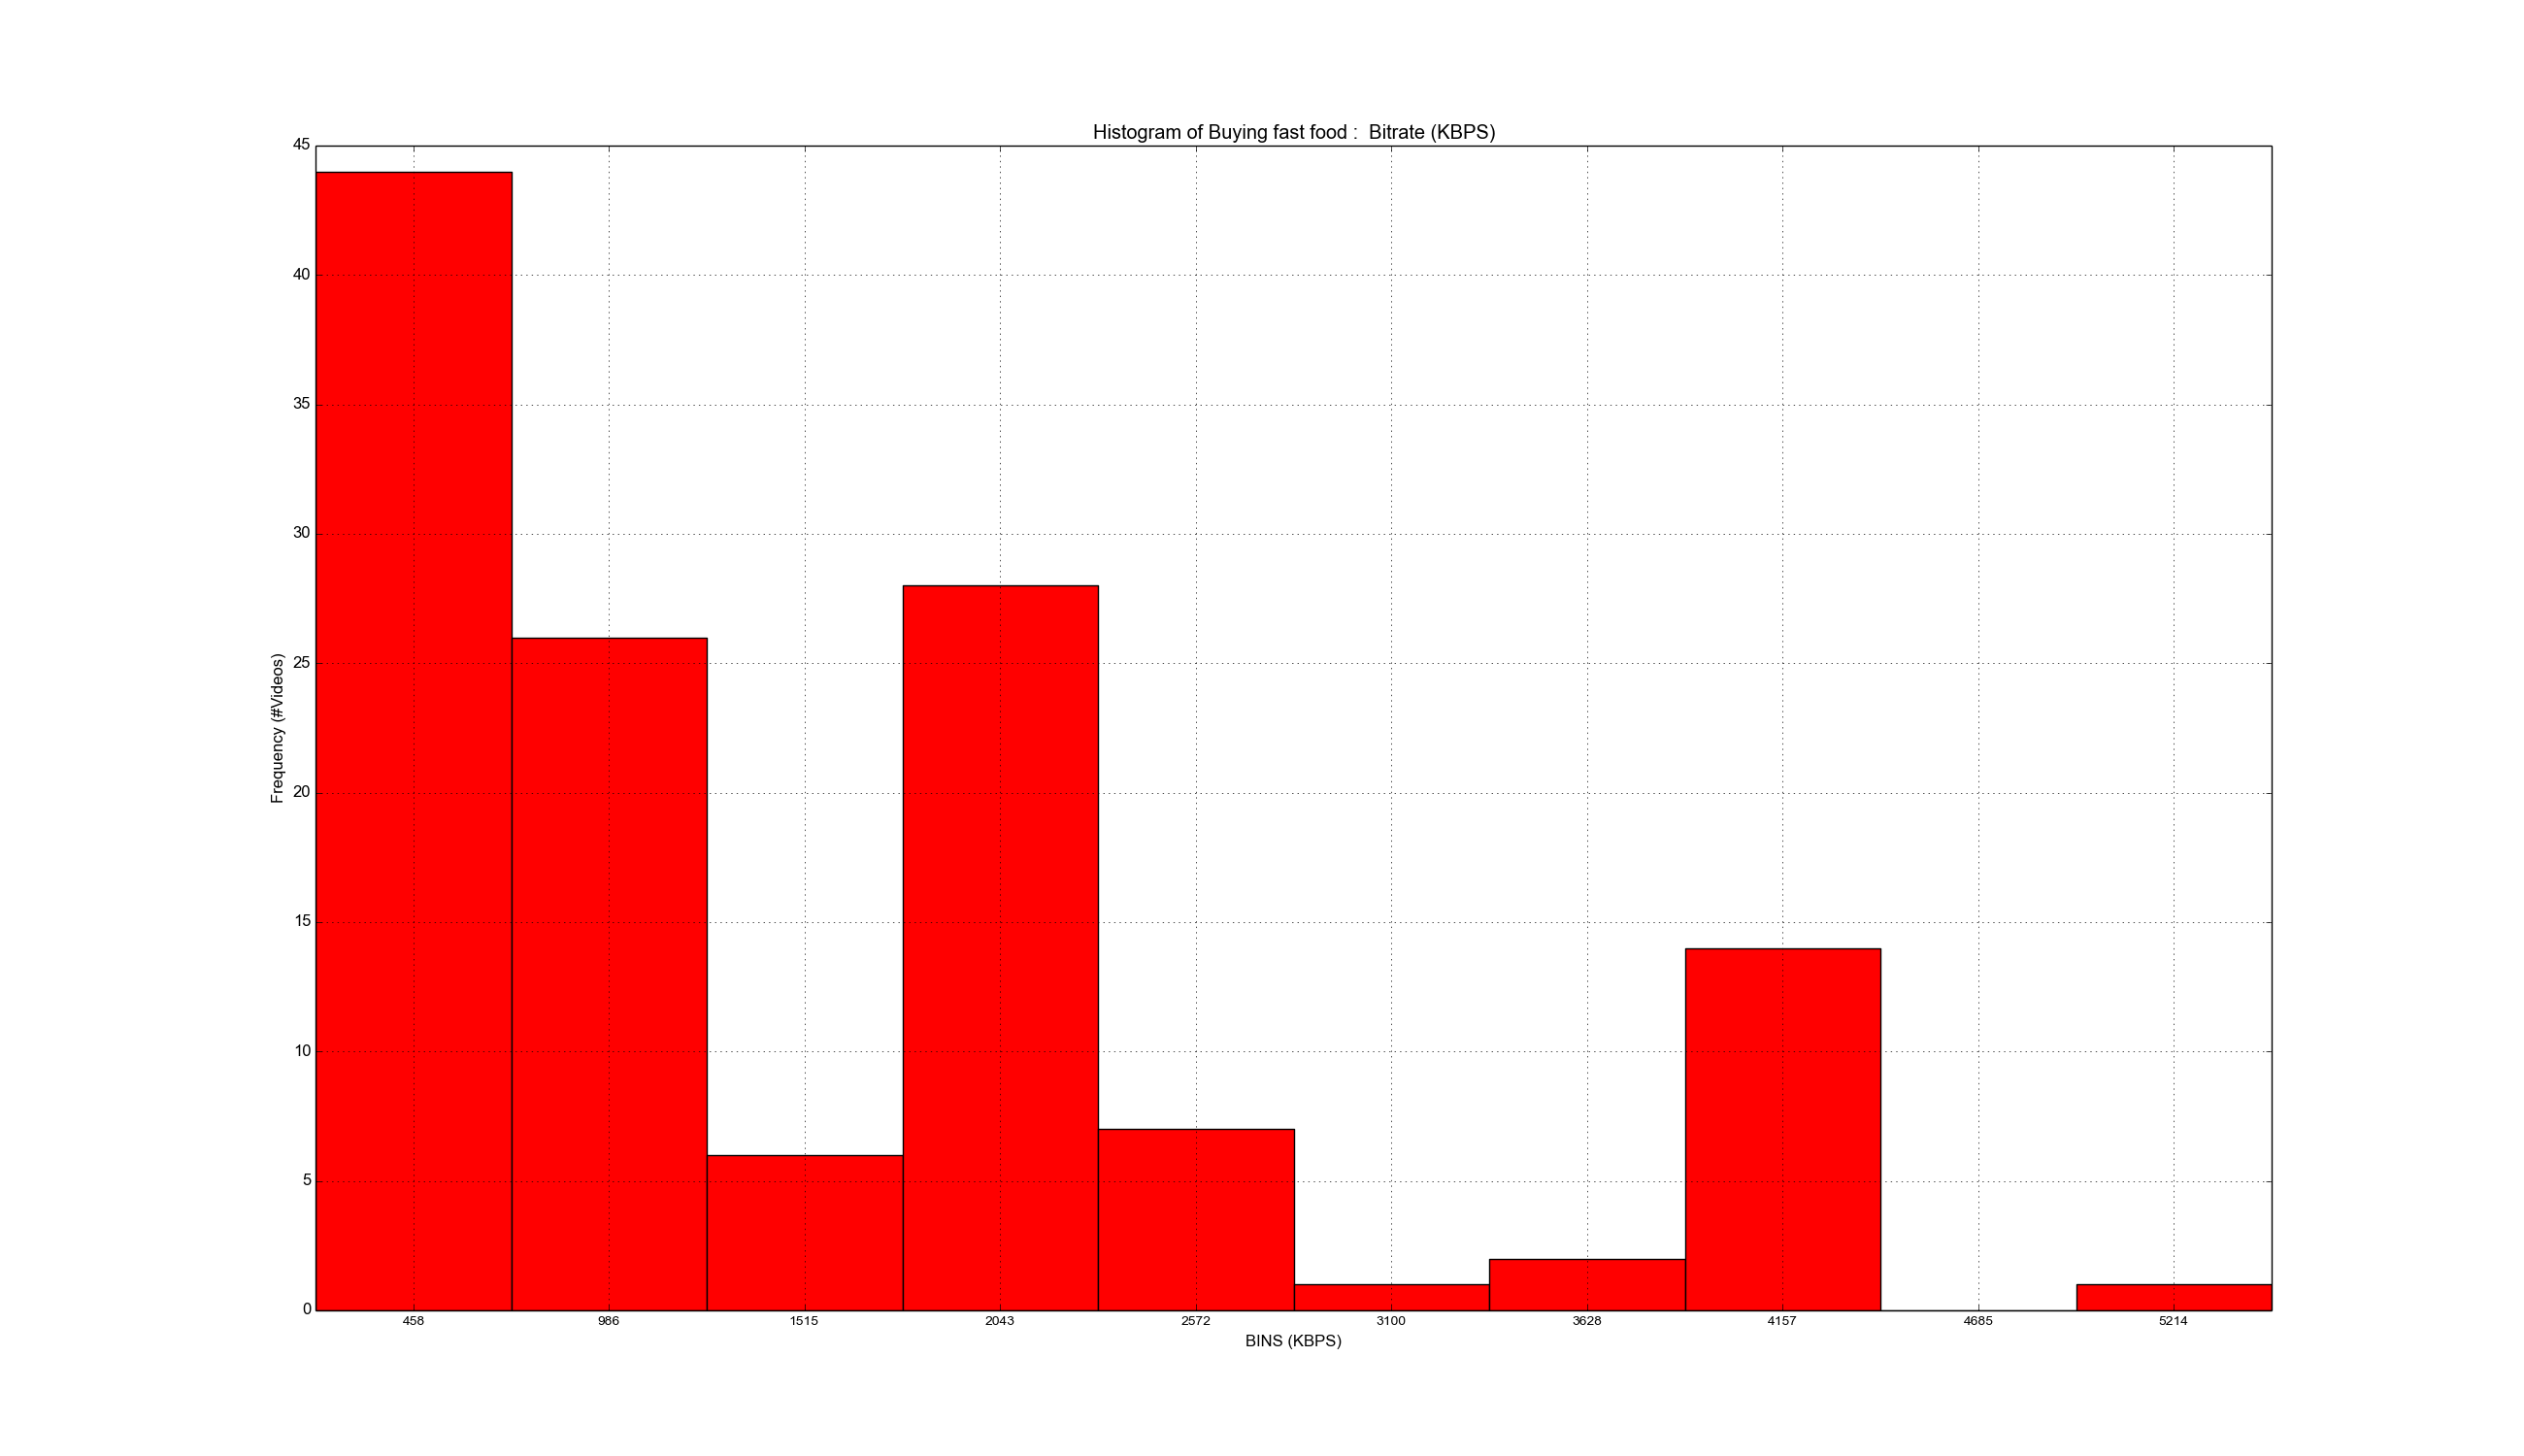 Histogram of Buying fast food :  Bitrate (KBPS)
45
40
35
30
25
20
15
10
5
0
Frequency (#Videos)
458 986 1515 2043 2572 3100 3628 4157 4685 5214
BINS (KBPS)